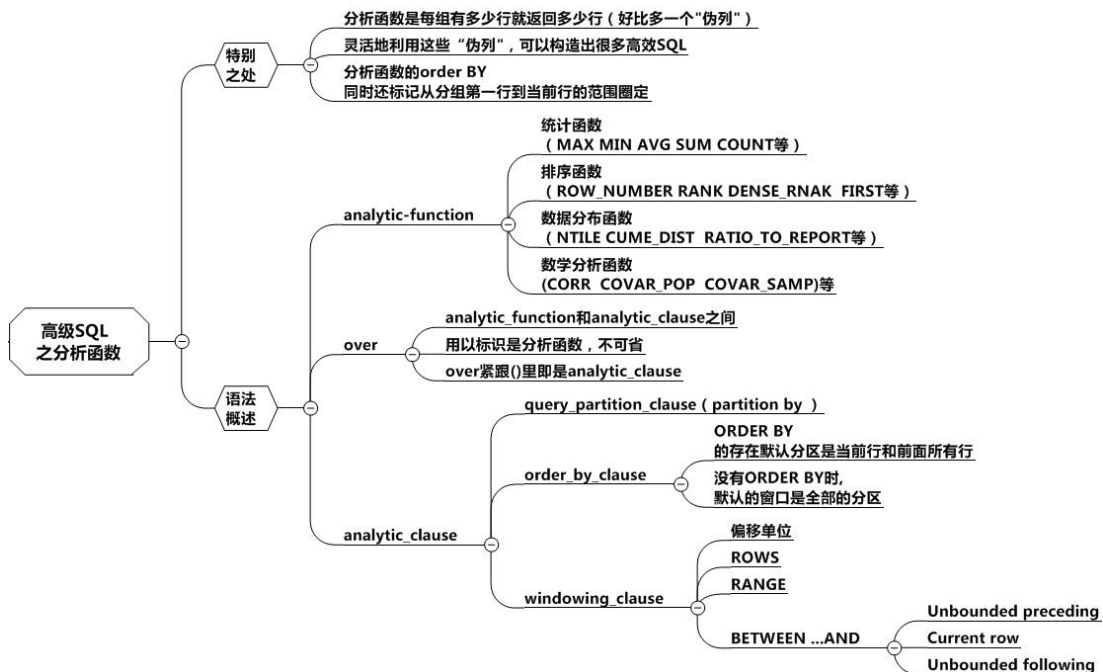 分析函数是每组有多少行就返回多少行（好比多一个"伪列"）
灵活地利用这些“伪列"，可以构造出很多高效SQL
分析函数的order BY
同时还标记从分组第一行到当前行的范围圈定
特别
之处
统计函数
（MAX MIN AVG SUM COUNT等）
排序函数
（ROW_NUMBER RANK DENSE_RNAK FIRST等）
数据分布函数
（NTILE CUME_DIST RATIO_TO_REPORT等）
数学分析函数
(CORR COVAR_POP COVAR_SAMP)等
analytic-function
高级SQL
之分析函数
analytic_function和analytic_clause之间
用以标识是分析函数，不可省
over紧跟()里即是analytic_clause
over
语法
概述
query_partition_clause（partition by ）
ORDER BY
的存在默认分区是当前行和前面所有行
没有ORDER BY时,
默认的窗口是全部的分区
order_by_clause
analytic_clause
偏移单位
ROWS
RANGE
windowing_clause
BETWEEN ...AND
Unbounded preceding
Current row
Unbounded following